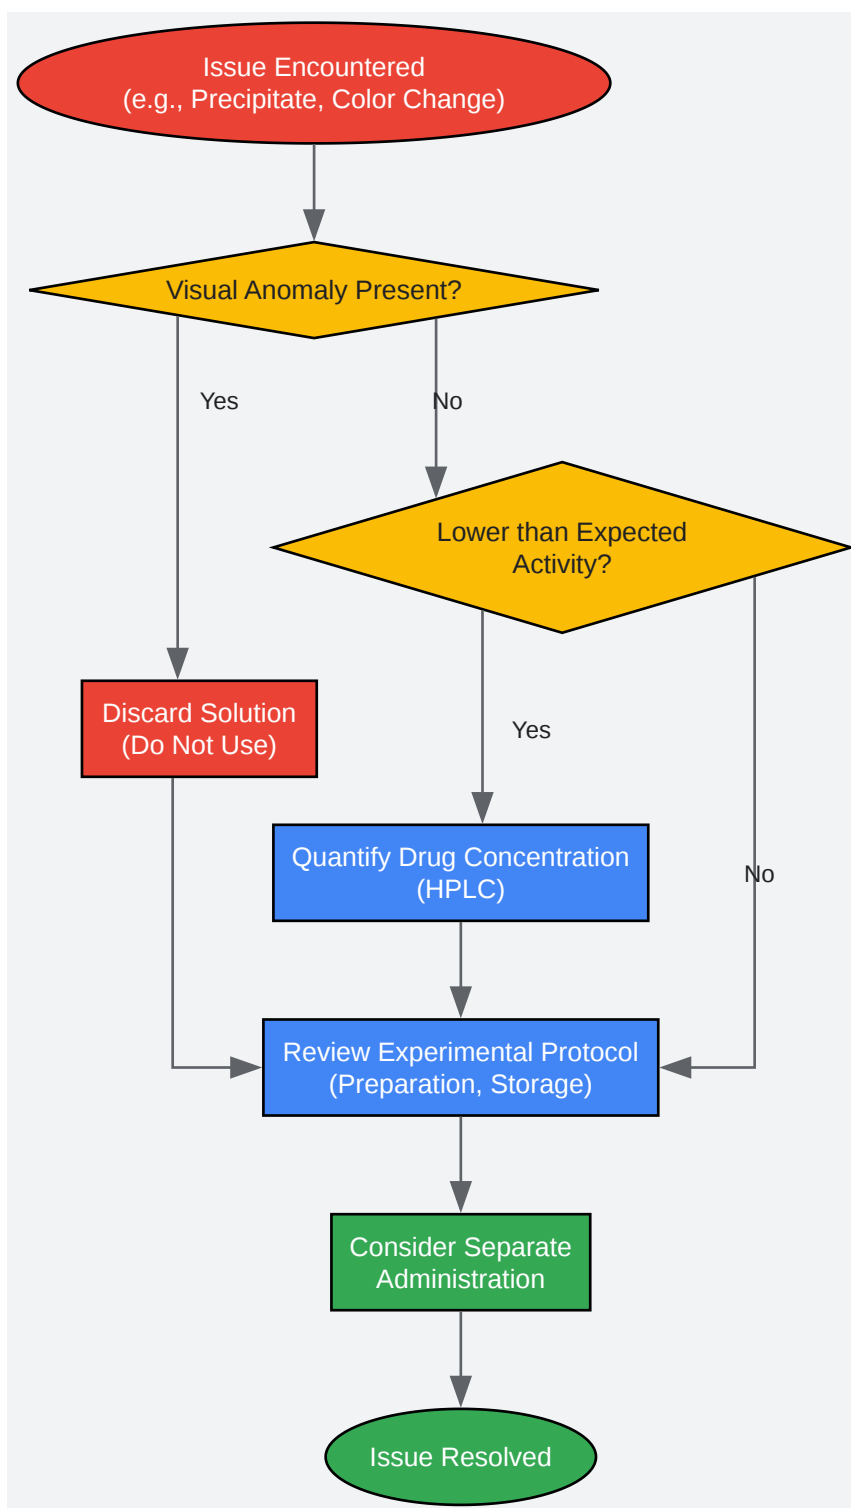 Issue Encountered
(e.g., Precipitate, Color Change)
Visual Anomaly Present?
Yes
No
Lower than Expected
Activity?
Discard Solution
(Do Not Use)
Yes
Quantify Drug Concentration
(HPLC)
No
Review Experimental Protocol
(Preparation, Storage)
Consider Separate
Administration
Issue Resolved